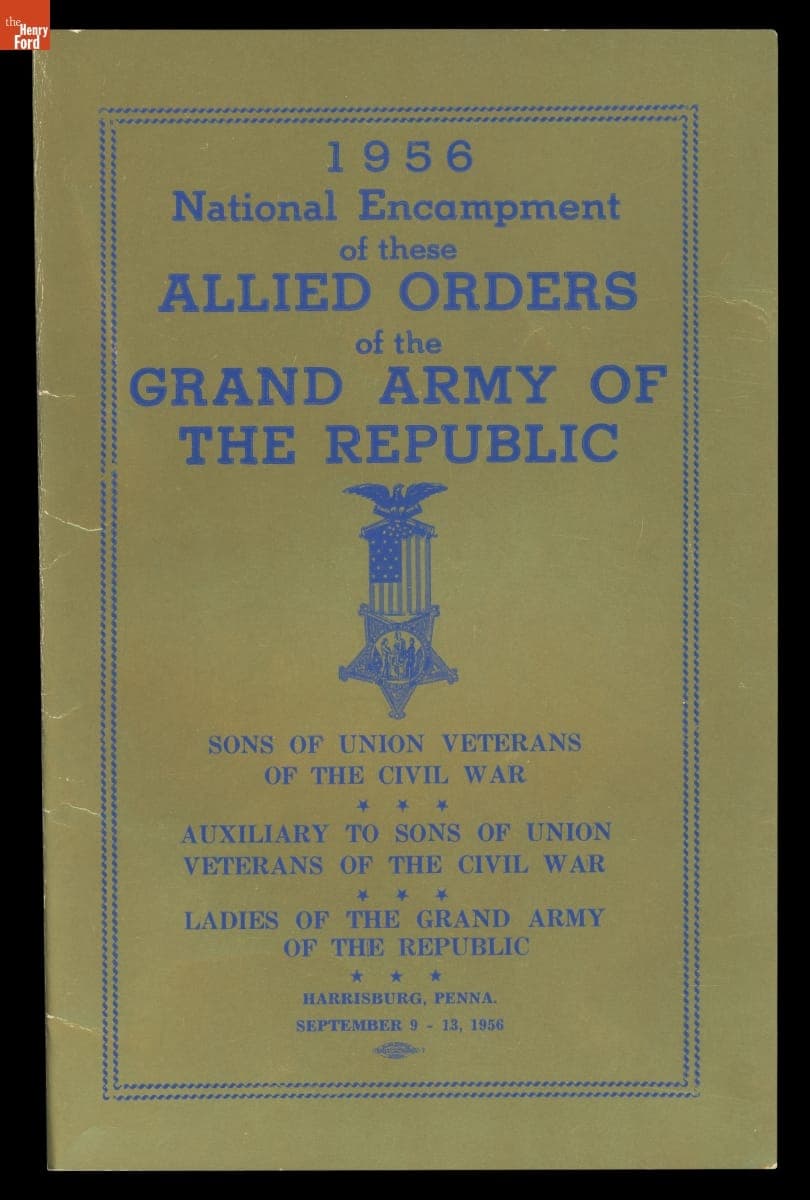 the
Henry
Ford
1956
National Encampment
of these
ALLIED ORDERS
of the
GRAND ARMY OF
THE REPUBLIC
SONS OF UNION VETERANS
OF THE CIVIL WAR
★ ★ ★
AUXILIARY TO SONS OF UNION
VETERANS OF THE CIVIL WAR
★ ★ ★
LADIES OF THE GRAND ARMY
OF THE REPUBLIC
★ ★ ★
HARRISBURG, PENNA.
SEPTEMBER 9 - 13, 1956